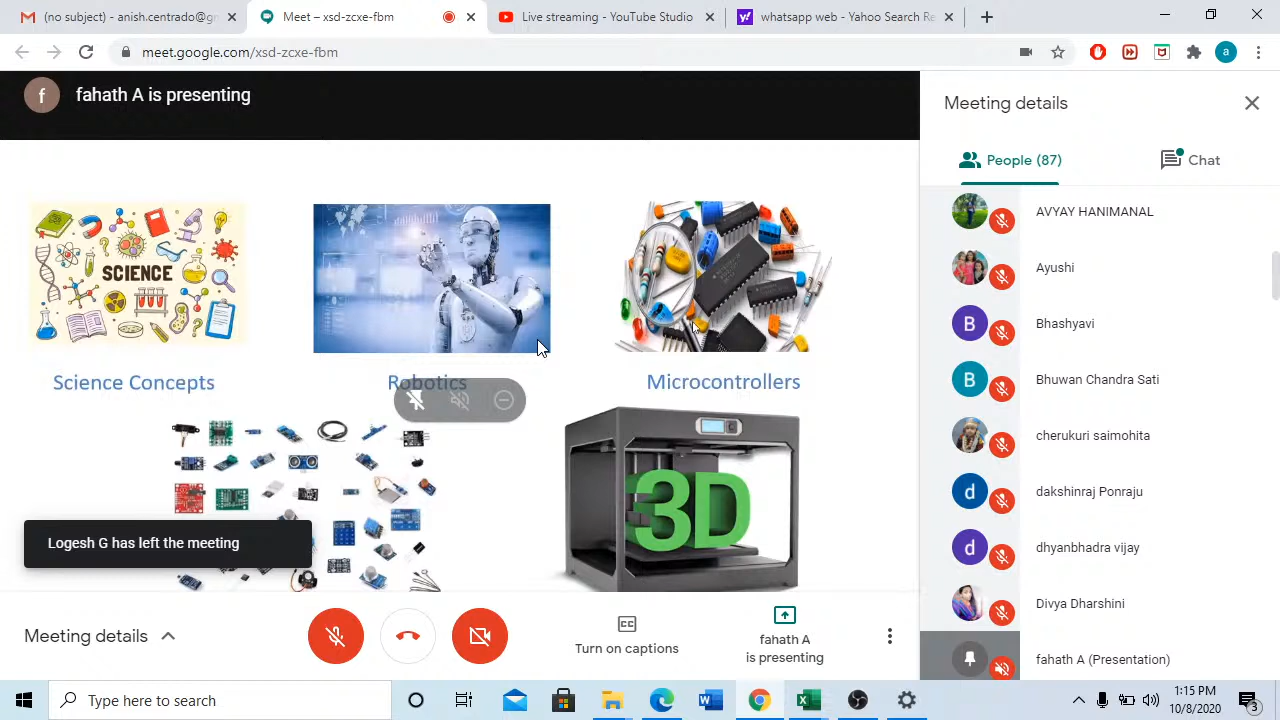 (no subject) - anish.centrado@gm
Meet – xsd-zcxe-fbm
Live streaming - YouTube Studio
whatsapp web - Yahoo Search Re
meet.google.com/xsd-zcxe-fbm
a
f
fahath A is presenting
Meeting details
People (87)
Chat
SCIENCE
Science Concepts
Robotics
Microcontrollers
3D
AVYAY HANIMANAL
Ayushi
B
Bhashyavi
B
Bhuwan Chandra Sati
cherukuri saimohita
d
dakshinraj Ponraju
d
dhyanbhadra vijay
Divya Dharshini
fahath A (Presentation)
Logesh G has left the meeting
Meeting details
CC
Turn on captions
fahath A
is presenting
Type here to search
1:15 PM
10/8/2020
3